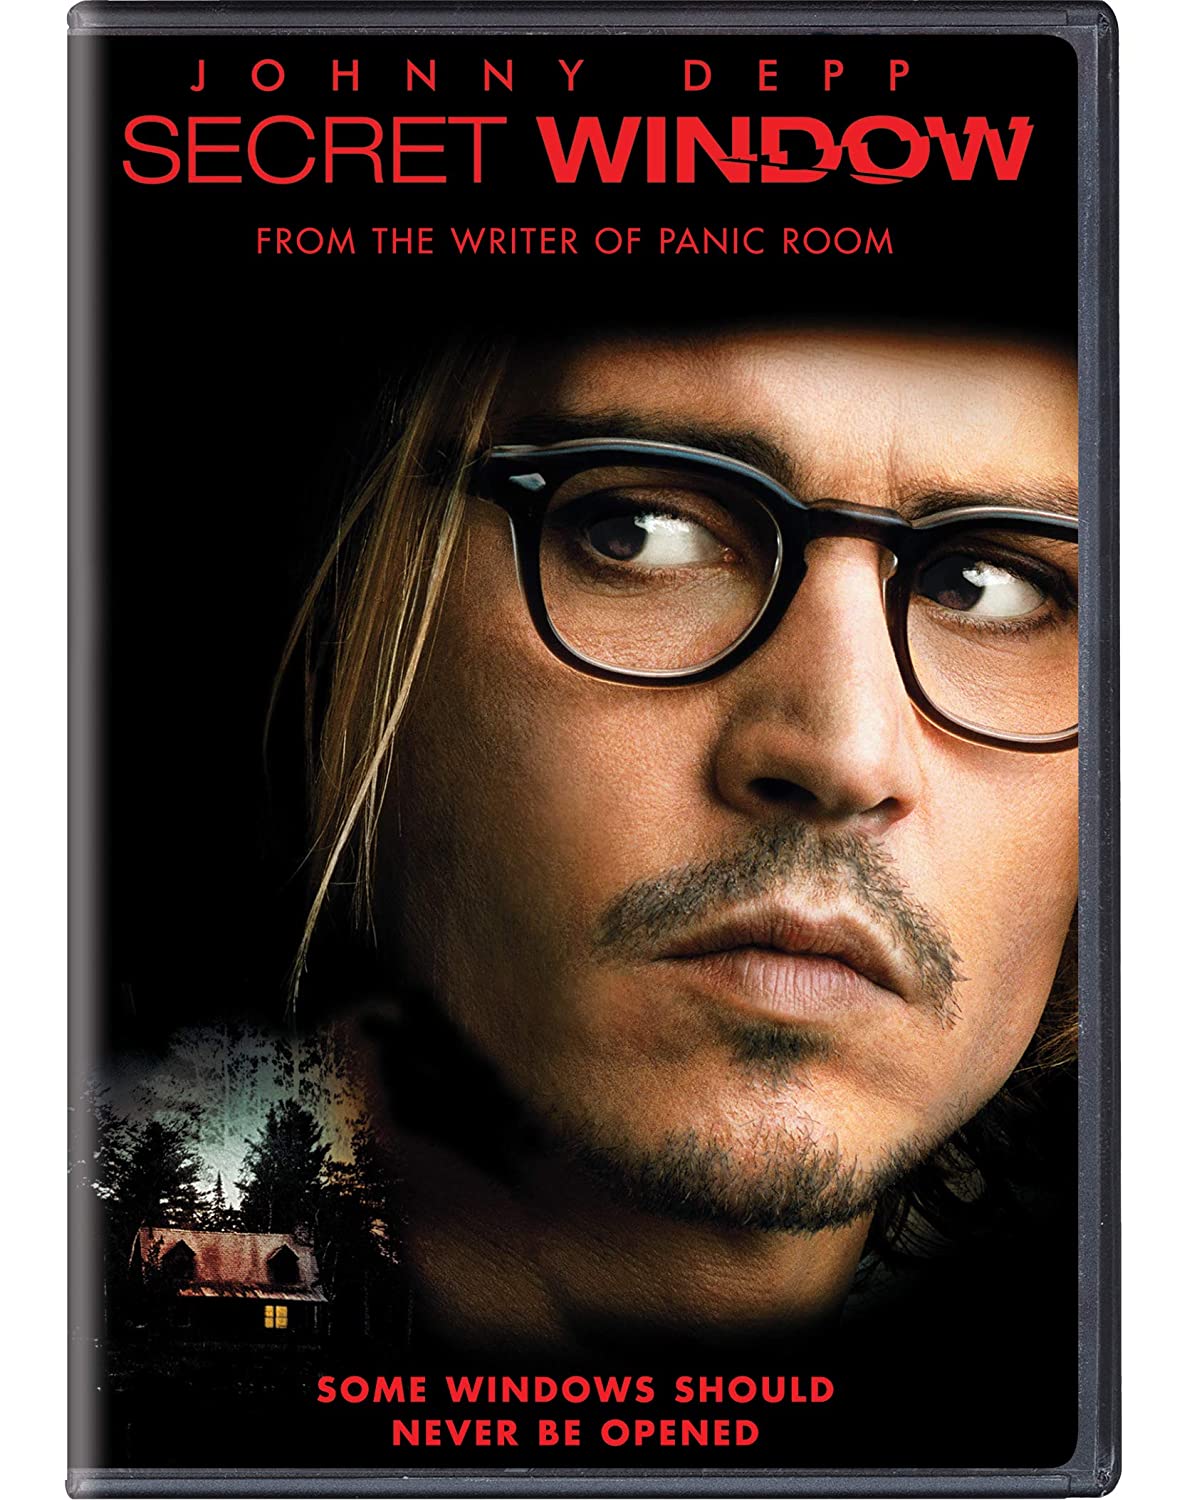 JOHNNY DEPP
SECRET WINDOW
FROM THE WRITER OF PANIC ROOM
SOME WINDOWS SHOULD
NEVER BE OPENED